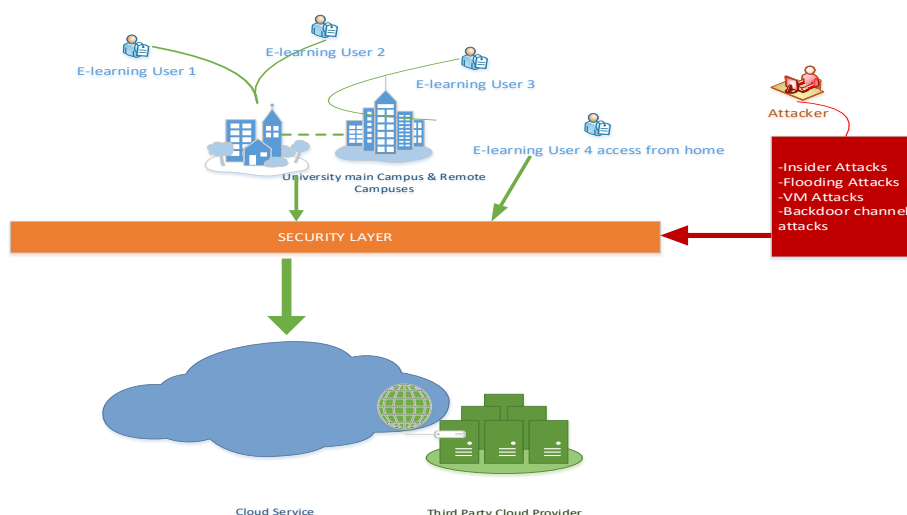 E-learning User 1
E-learning User 2
E-learning User 3
E-learning User 4 access from home
University main Campus & Remote
Campuses
Attacker
-Insider Attacks
-Flooding Attacks
-VM Attacks
-Backdoor channel
attacks
SECURITY LAYER
Cloud Service
Third Party Cloud Provider